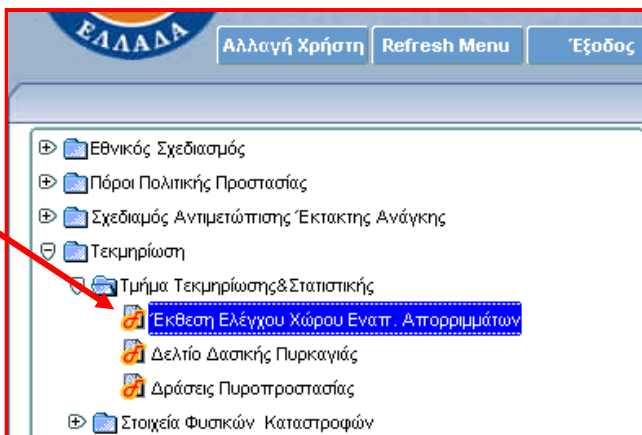 ΕΛΛΑΔΑ
Αλλαγή Χρήστη Refresh Menu Έξοδος
Εθνικός Σχεδιασμός
Πόροι Πολιτικής Προστασίας
Σχεδιαμός Αντιμετώπισης Έκτακτης Ανάγκης
Τεκμηρίωση
Τμήμα Τεκμηρίωσης&Στατιστικής
Έκθεση Ελέγχου Χώρου Εναπ. Απορριμμάτων
Δελτίο Δασικής Πυρκαγιάς
Δράσεις Πυροπροστασίας
Στοιχεία Φυσικών Καταστροφών